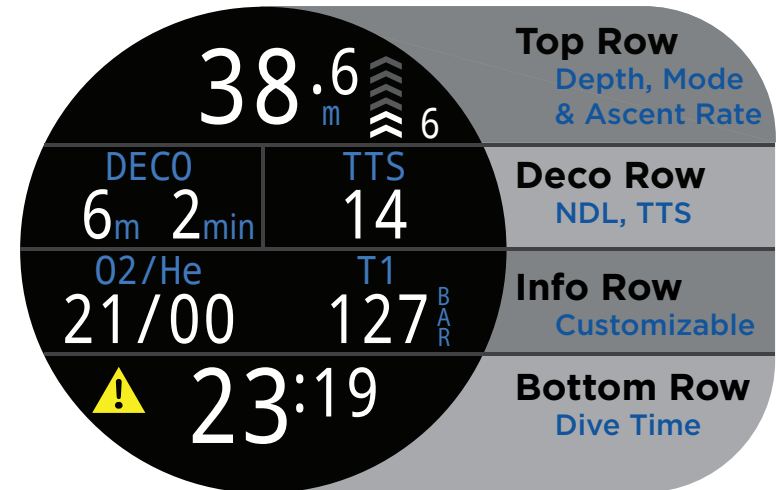 38.6
m
6
Top Row
Depth, Mode
& Ascent Rate
DECO
6m 2min
TTS
14
Deco Row
NDL, TTS
O2/He
21/00
T1
127 BAR
Info Row
Customizable
23:19
Bottom Row
Dive Time